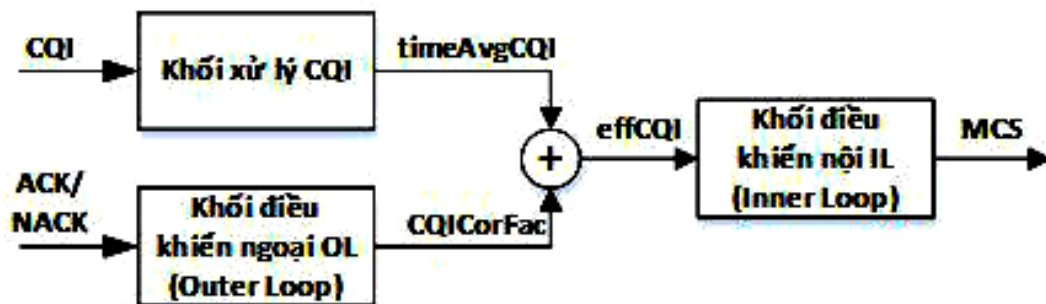 CQI
Khối xử lý CQI
timeAvgCQI
+
effCQI
Khối điều
khiển nội IL
(Inner Loop)
MCS
ACK/
NACK
Khối điều
khiển ngoại OL
(Outer Loop)
CQICorFac